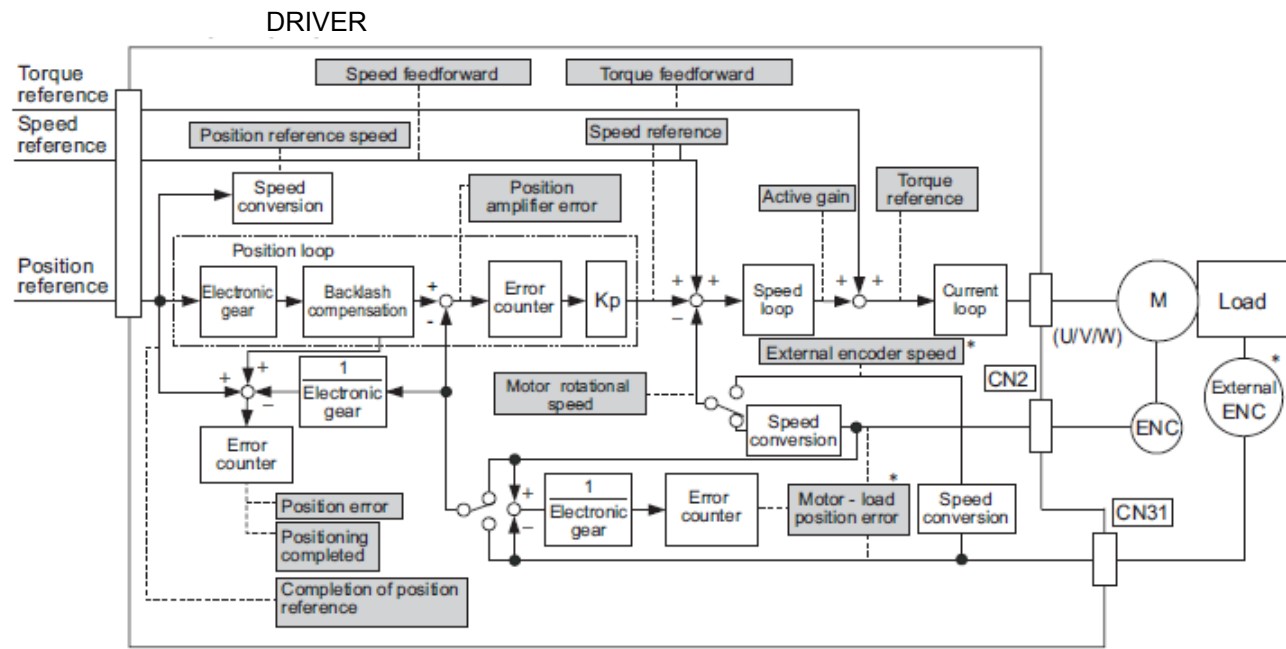 DRIVER
Torque
reference
Speed
reference
Position
reference
Speed feedforward
Torque feedforward
Position reference speed
Speed reference
Speed
conversion
Position
amplifier error
Active gain
Torque
reference
Position loop
Electronic
gear
Backlash
compensation
+
-
Error
counter
Kp
+
+
−
Speed
loop
+
+
Current
loop
(U/V/W)
M
Load
External encoder speed *
CN2
*
External
ENC
ENC
+
+
−
1
Electronic
gear
Motor rotational
speed
Speed
conversion
Error
counter
Position error
Positioning
completed
Completion of position
reference
+
−
1
Electronic
gear
Error
counter
*
Motor - load
position error
Speed
conversion
CN31